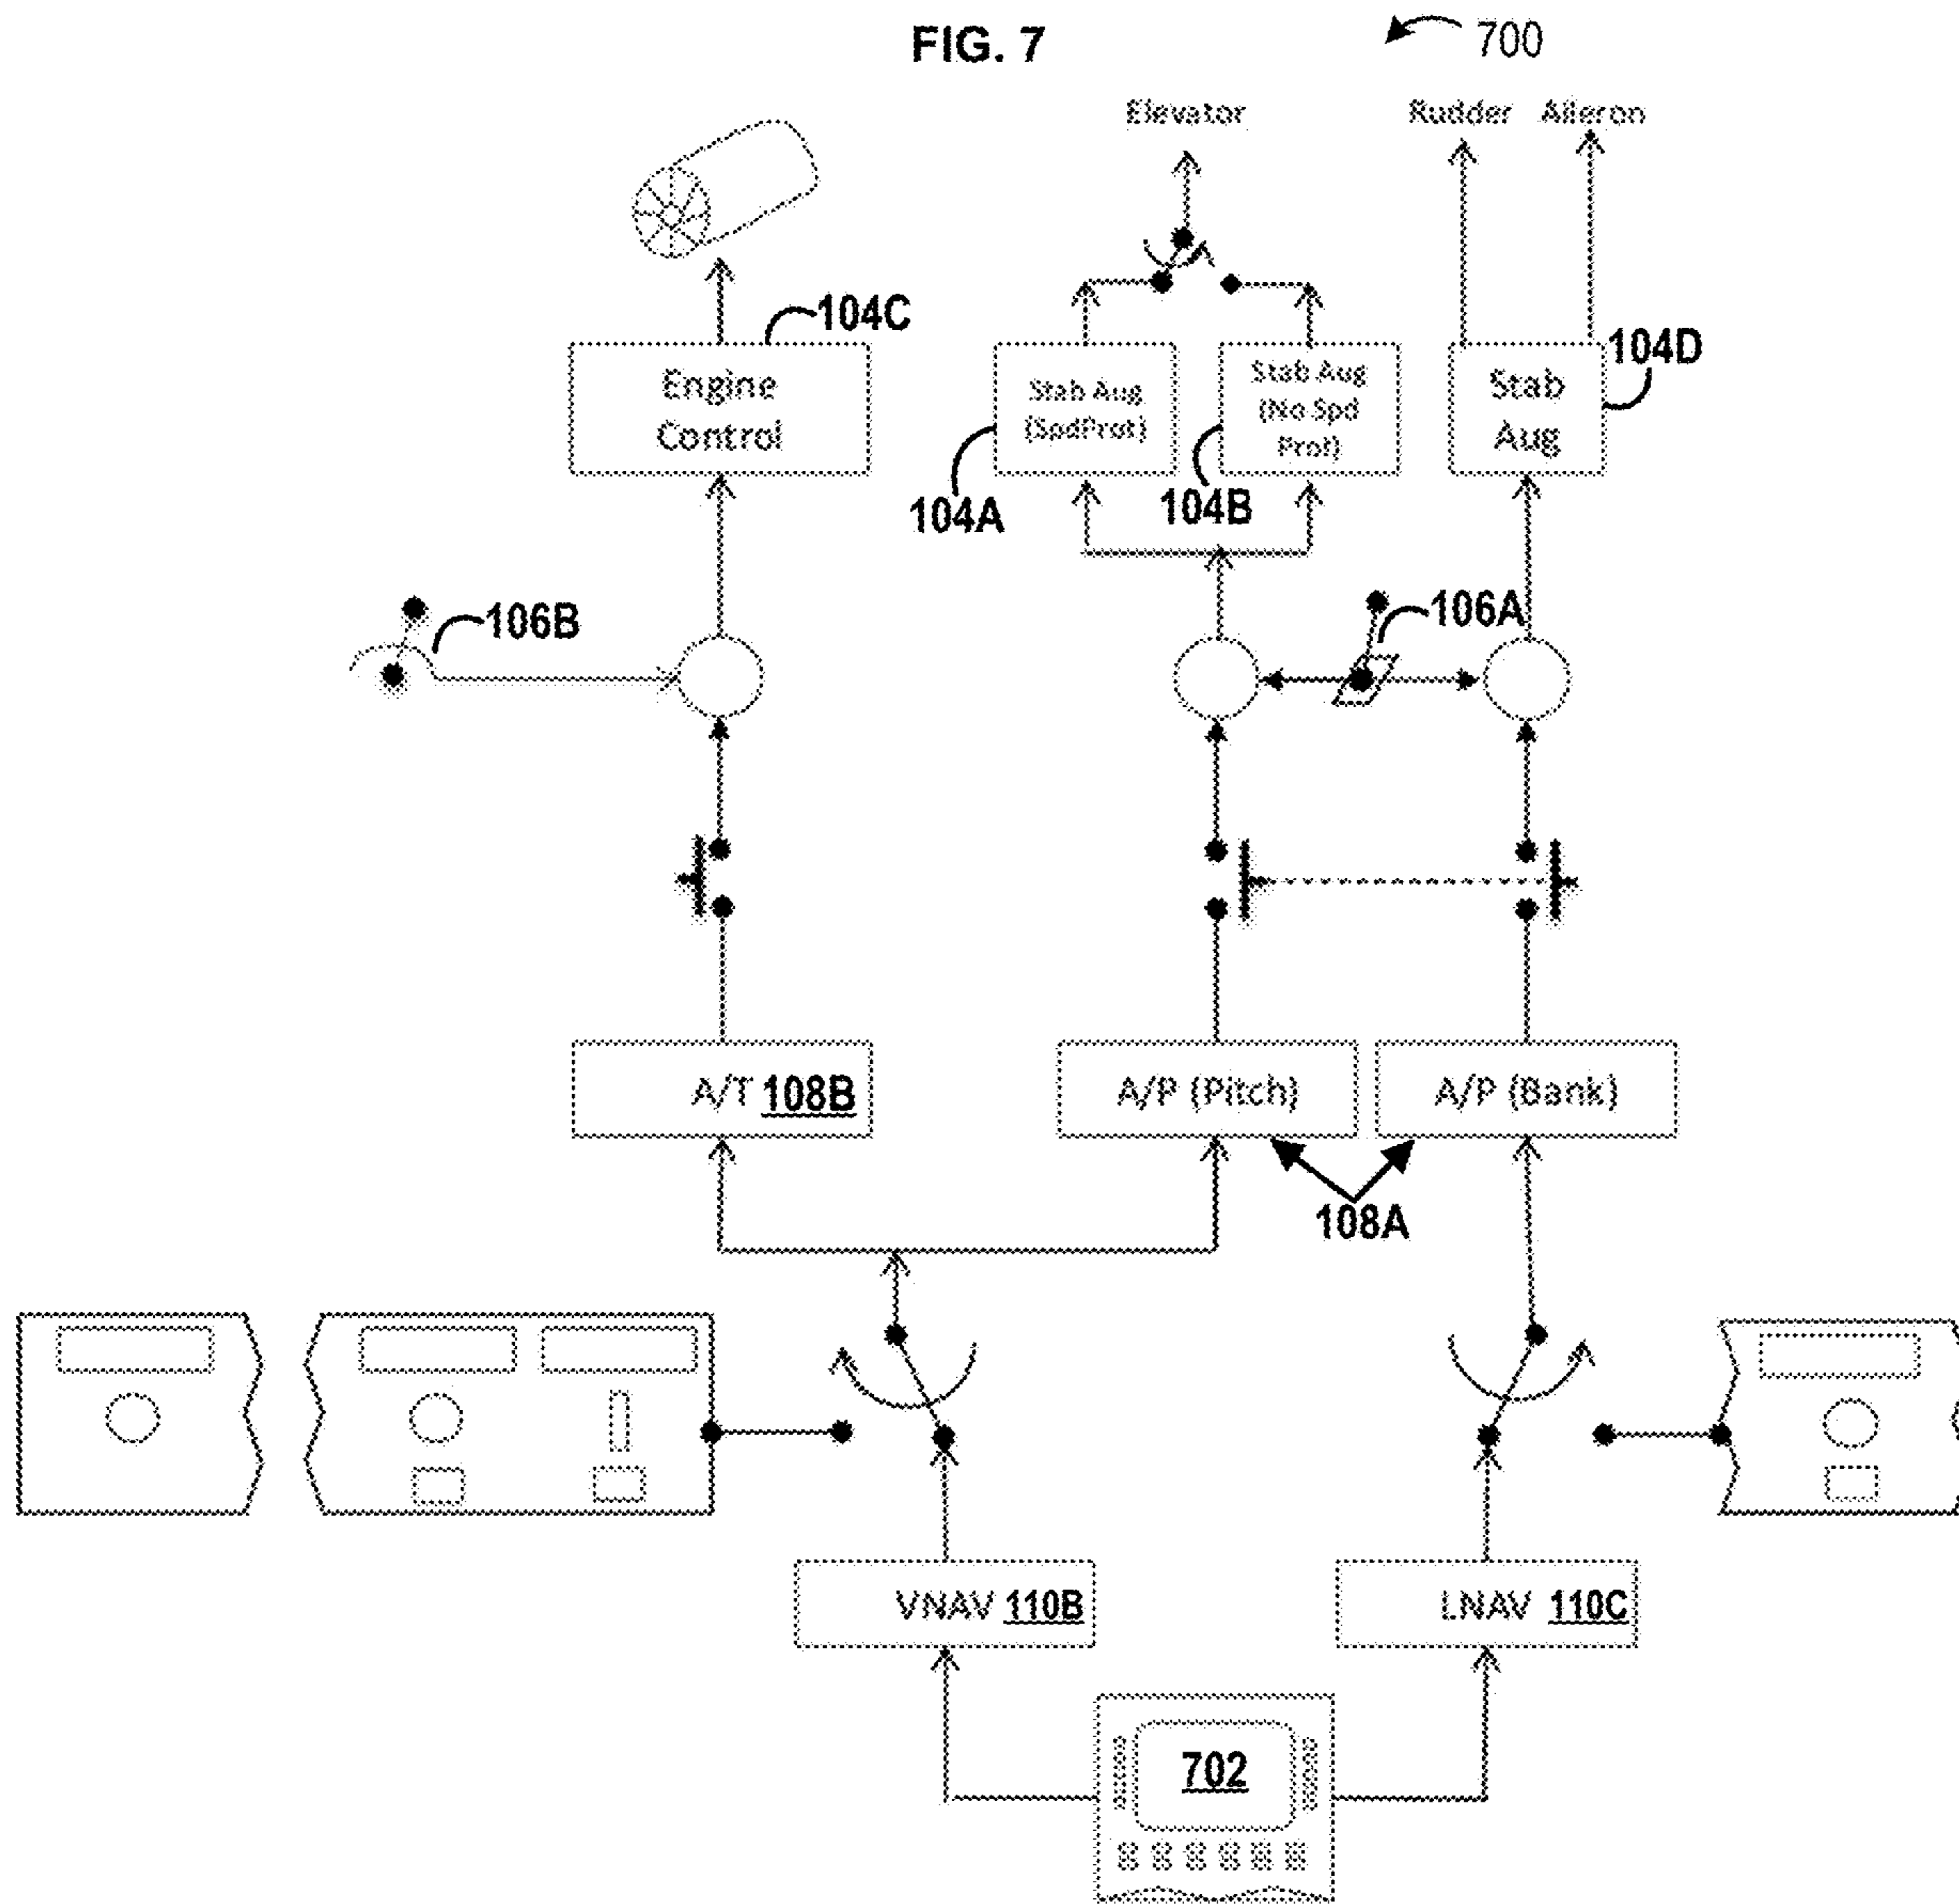 FIG. 7
700
Elevator
Rudder
Aileron
104C
104D
Engine
Control
Stab Aug
(SpdProt)
Stab Aug
(No Spd
Prot)
Stab
Aug
104A
104B
106B
106A
A/T 108B
A/P (Pitch)
A/P (Bank)
108A
VNAV 110B
LNAV 110C
702